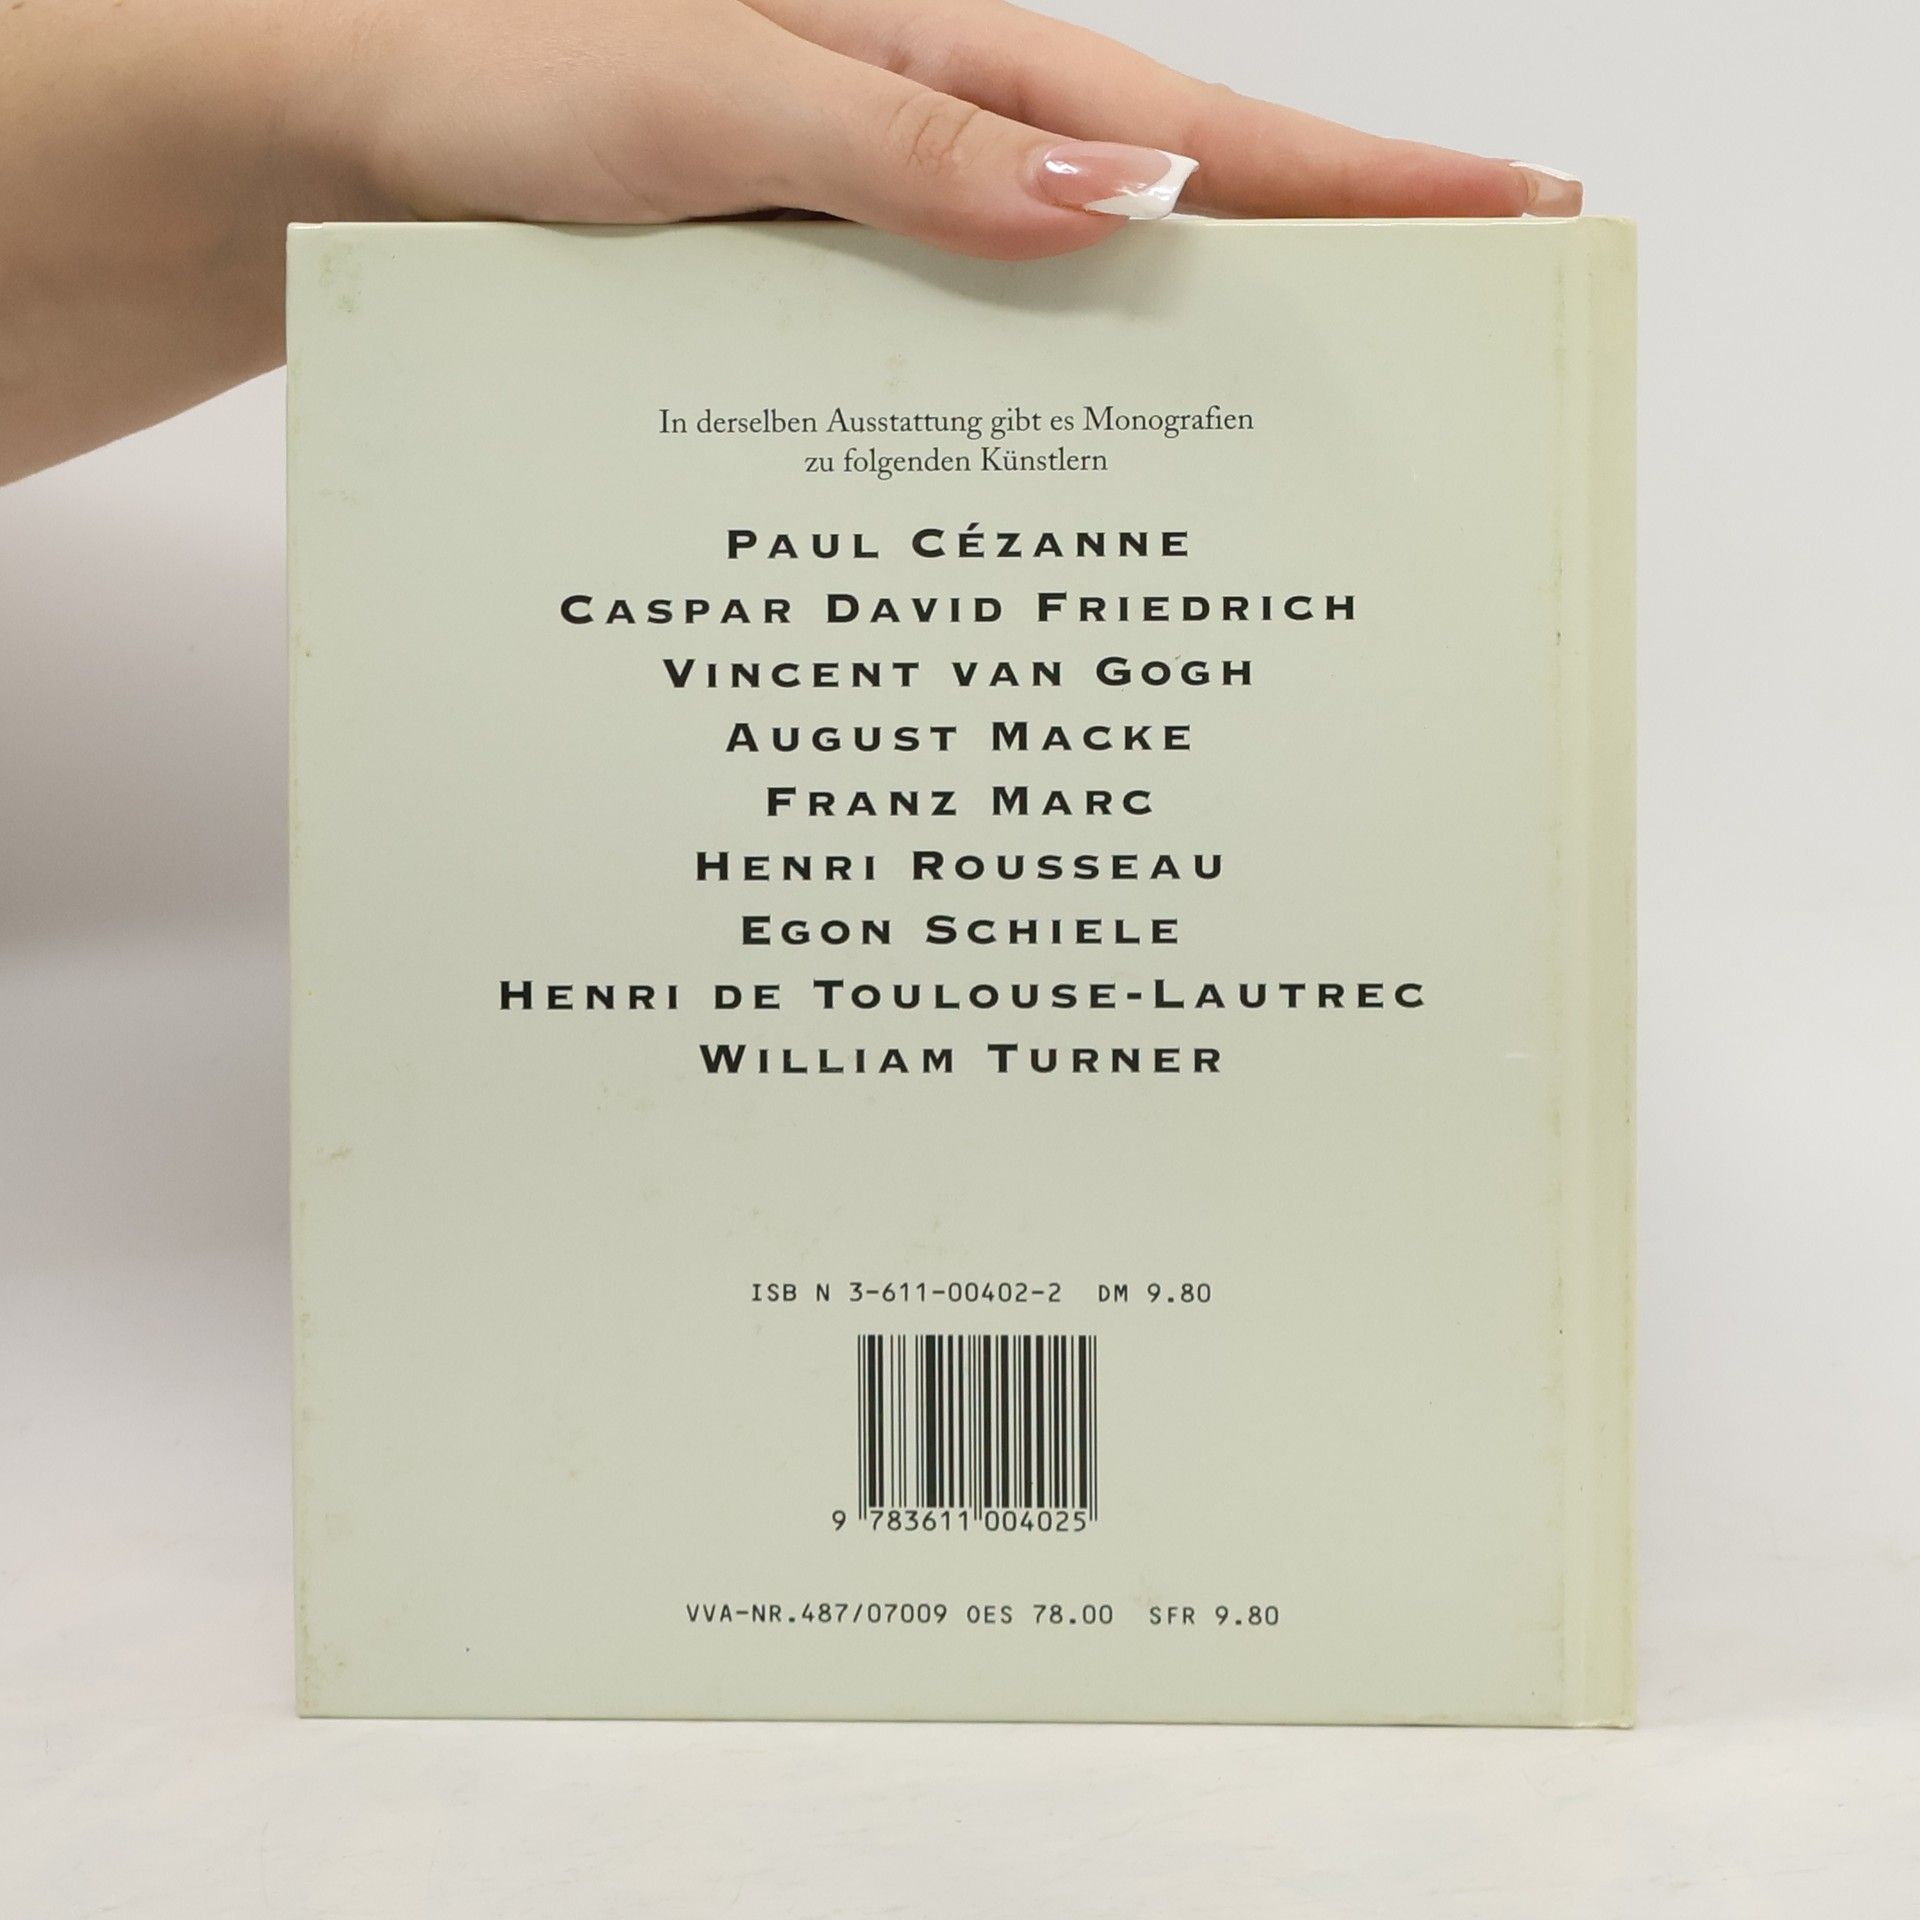 In derselben Ausstattung gibt es Monografien
zu folgenden Künstlern
PAUL CÉZANNE
CASPAR DAVID FRIEDRICH
VINCENT VAN GOGH
AUGUST MACKE
FRANZ MARC
HENRI ROUSSEAU
EGON SCHIELE
HENRI DE TOULOUSE-LAUTREC
WILLIAM TURNER
ISB N 3-611-00402-2 DM 9.80
9 783611 004025
VVA-NR.487/07009 OES 78.00 SFR 9.80